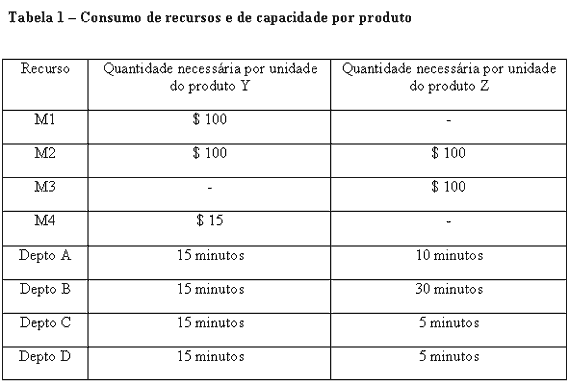 Tabela 1 – Consumo de recursos e de capacidade por produto
Recurso Quantidade necessária por unidade do produto Y Quantidade necessária por unidade do produto Z
M1 $ 100 -
M2 $ 100 $ 100
M3 - $ 100
M4 $ 15 -
Depto A 15 minutos 10 minutos
Depto B 15 minutos 30 minutos
Depto C 15 minutos 5 minutos
Depto D 15 minutos 5 minutos